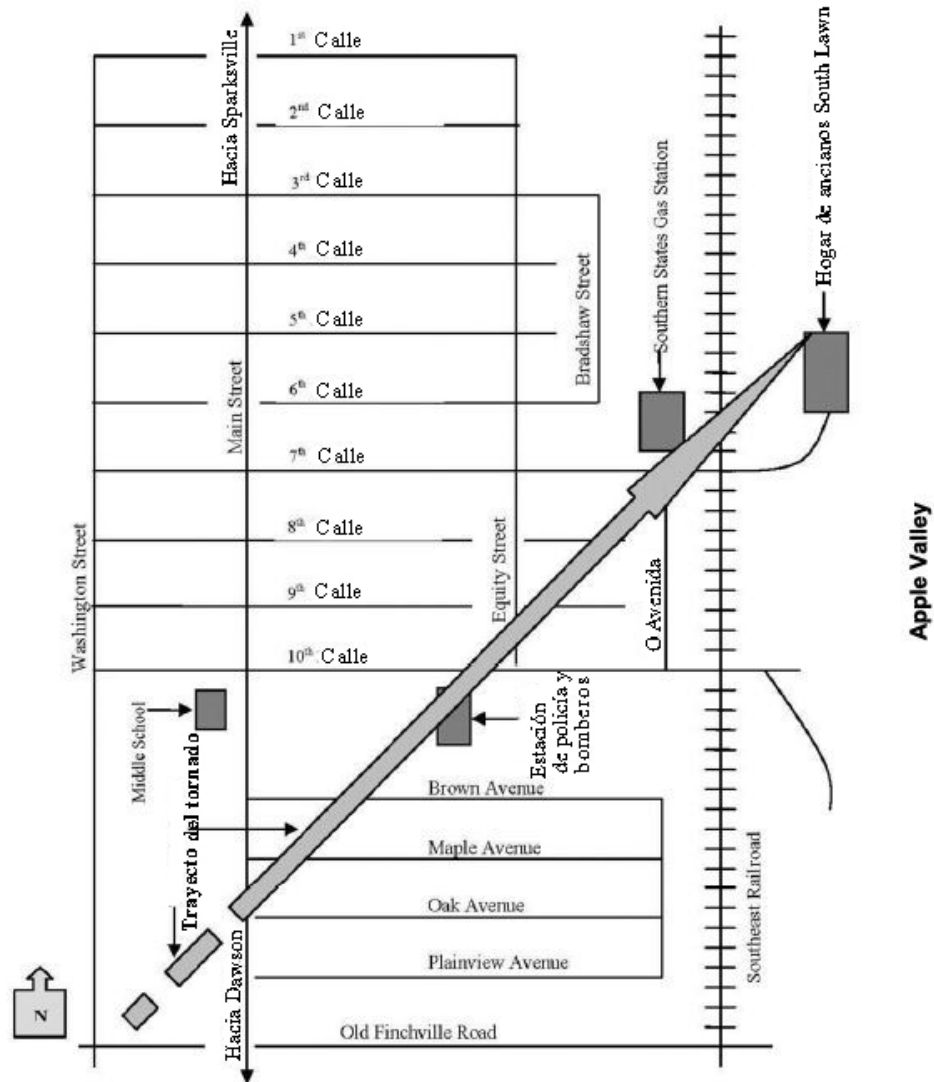 Hacia Sparksville
1st Calle
2nd Calle
3rd Calle
4th Calle
5th Calle
6th Calle
7th Calle
8th Calle
9th Calle
10th Calle
Main Street
Washington Street
Bradshaw Street
Equity Street
Southern States Gas Station
Hogar de ancianos South Lawn
O Avenida
Middle School
Estación
de policía y
bomberos
Trayecto del tornado
Brown Avenue
Maple Avenue
Oak Avenue
Plainview Avenue
Hacia Dawson
Old Finchville Road
Southeast Railroad
N
Apple Valley